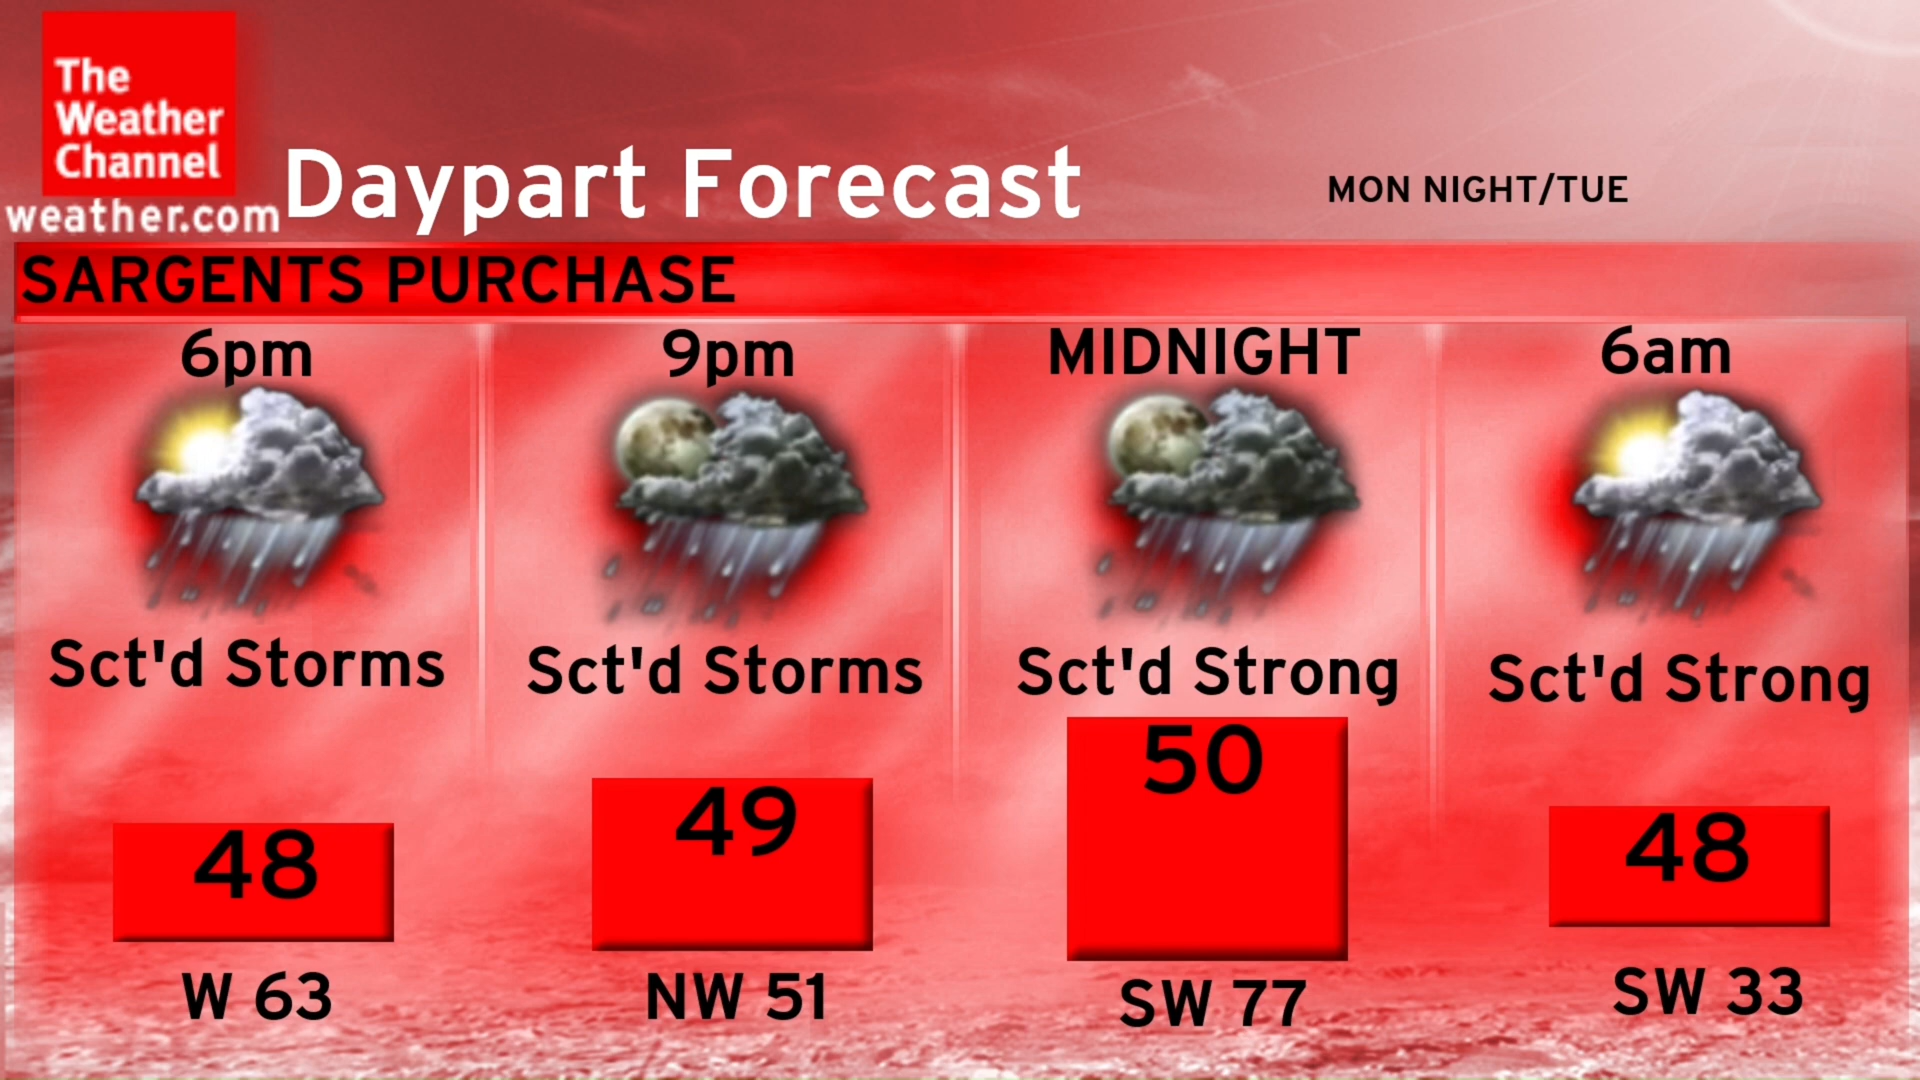 The
Weather
Channel
weather.com
Daypart Forecast
MON NIGHT/TUE
SARGENTS PURCHASE
6pm
9pm
MIDNIGHT
6am
Sct'd Storms
Sct'd Storms
Sct'd Strong
Sct'd Strong
48
49
50
48
W 63
NW 51
SW 77
SW 33